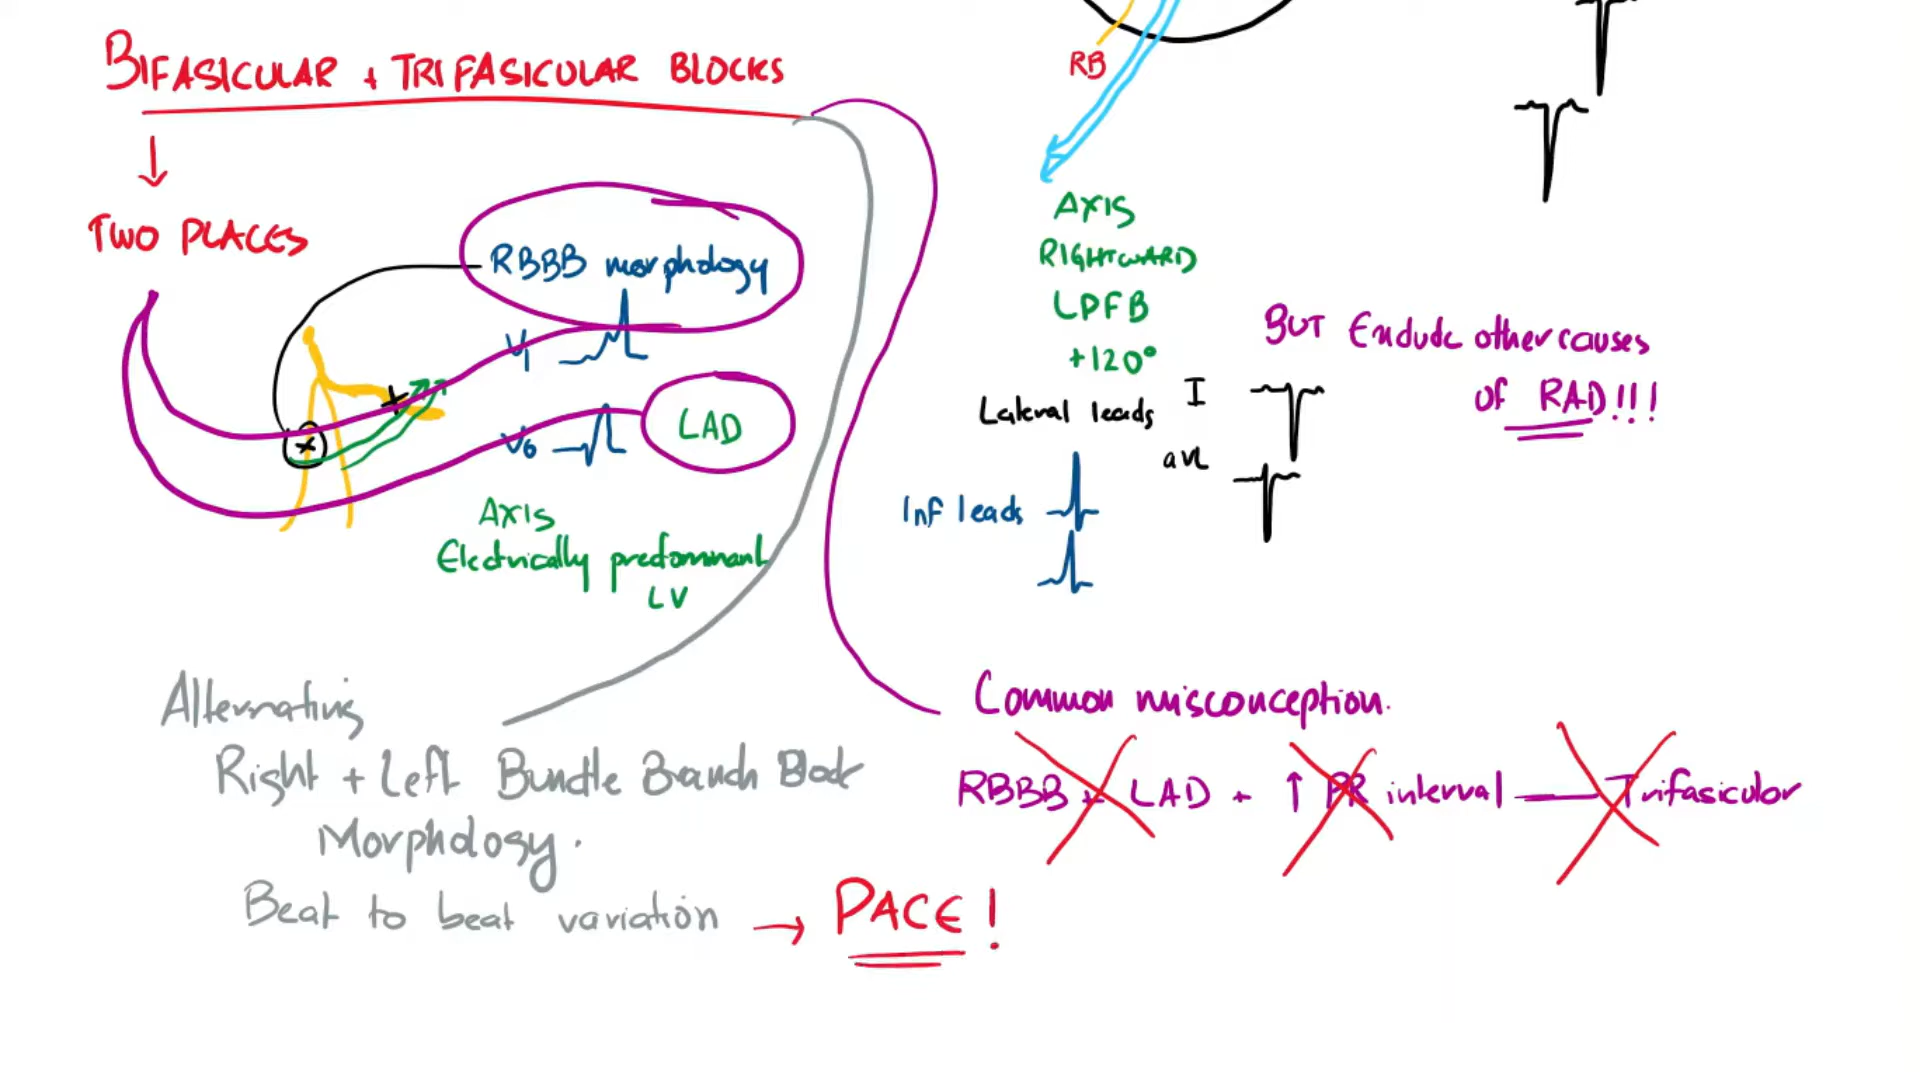 BIFASICULAR + TRIFASICULAR BLOCKS
TWO PLACES
RBBB morphology
V1
V6
LAD
AXIS
Electrically predominant
LV
RB
AXIS
RIGHTWARD
LPFB
+120°
Lateral leads
I
aVL
Inf leads
BUT Exclude other causes
of RAD!!!
Alternating
Right + Left Bundle Branch Block
Morphology.
Beat to beat variation → PACE!
Common misconception.
RBBB + LAD + ↑ PR interval — Trifasicular